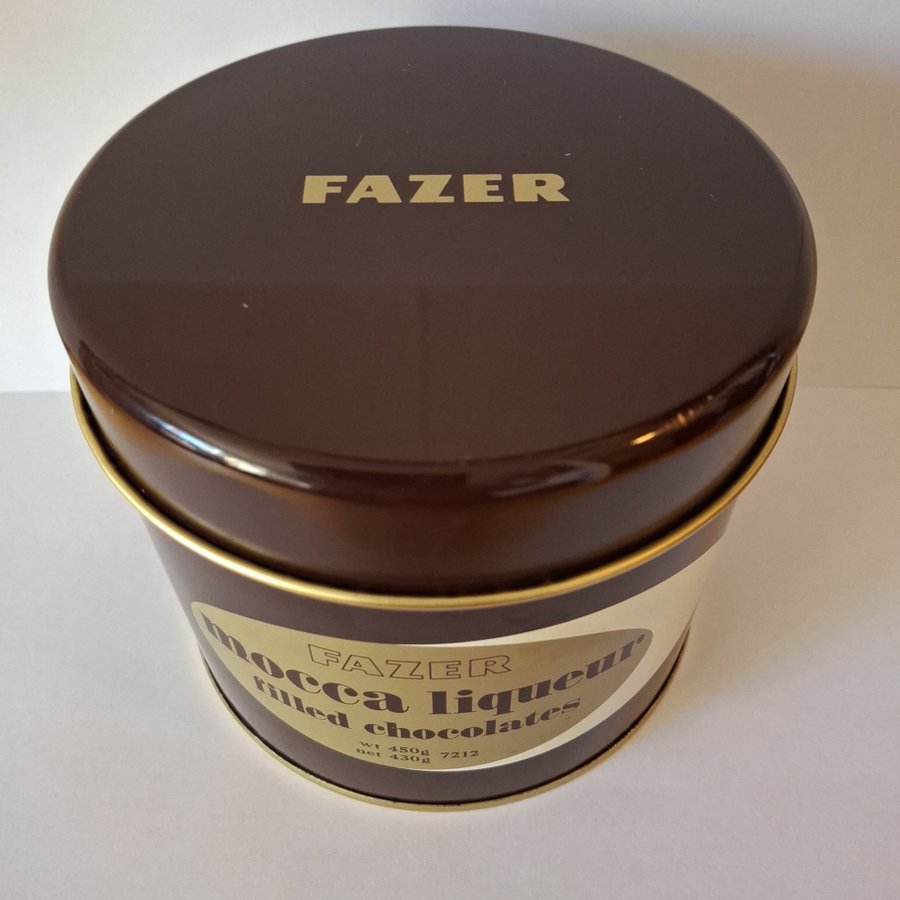 FAZER
FAZER
mocca liqueur
filled chocolates
wt 450g 7212
net 430g